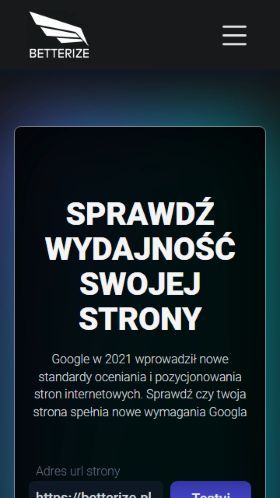 BETTERIZE
SPRAWDŹ
WYDAJNOŚĆ
SWOJEJ
STRONY
Google w 2021 wprowadził nowe
standardy oceniania i pozycjonowania
stron internetowych. Sprawdź czy twoja
strona spełnia nowe wymagania Google
Adres url strony
https://betterize.pl
Testuj